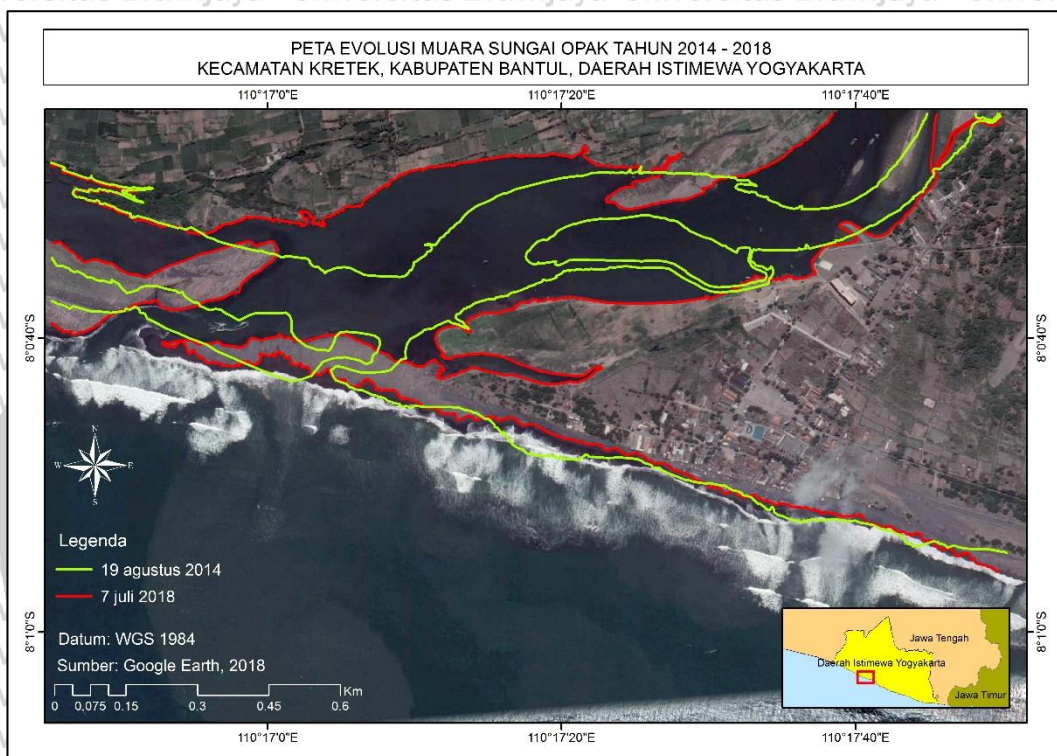 PETA EVOLUSI MUARA SUNGAI OPAK TAHUN 2014 - 2018
KECAMATAN KRETEK, KABUPATEN BANTUL, DAERAH ISTIMEWA YOGYAKARTA
110°17'0"E 110°17'20"E 110°17'40"E
8°0'40"S 8°0'40"S
N
W E
S
Legenda
19 agustus 2014
7 juli 2018
8°1'0"S 8°1'0"S
Datum: WGS 1984
Sumber: Google Earth, 2018
Km
0 0,075 0.15 0.3 0.45 0.6
Jawa Tengah
Daerah Istimewa Yogyakarta
Jawa Timur
110°17'0"E 110°17'20"E 110°17'40"E